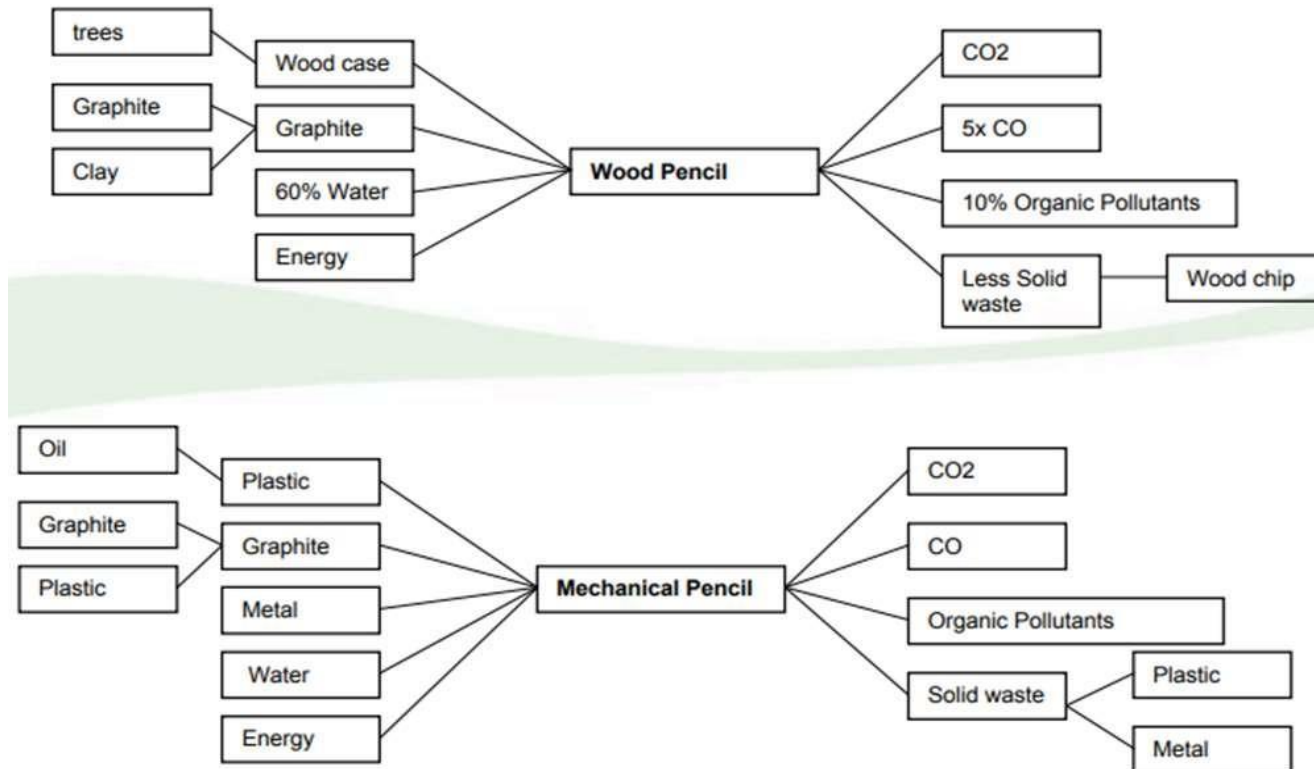 trees
Wood case
Graphite
Graphite
Clay
60% Water
Energy
Wood Pencil
CO2
5x CO
10% Organic Pollutants
Less Solid
waste
Wood chip
Oil
Plastic
Graphite
Graphite
Plastic
Metal
Water
Energy
Mechanical Pencil
CO2
CO
Organic Pollutants
Solid waste
Plastic
Metal